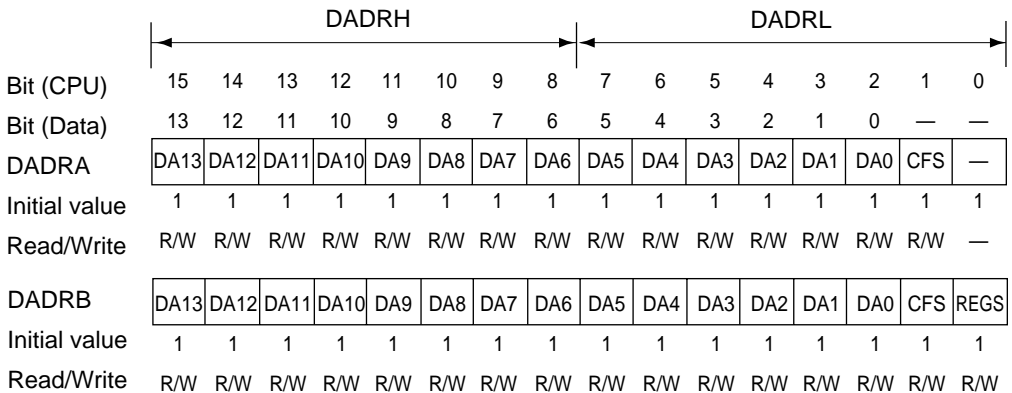 DADRH DADRL
Bit (CPU) 15 14 13 12 11 10 9 8 7 6 5 4 3 2 1 0
Bit (Data) 13 12 11 10 9 8 7 6 5 4 3 2 1 0 — —
DADRA DA13 DA12 DA11 DA10 DA9 DA8 DA7 DA6 DA5 DA4 DA3 DA2 DA1 DA0 CFS —
Initial value 1 1 1 1 1 1 1 1 1 1 1 1 1 1 1 1
Read/Write R/W R/W R/W R/W R/W R/W R/W R/W R/W R/W R/W R/W R/W R/W R/W —
DADRB DA13 DA12 DA11 DA10 DA9 DA8 DA7 DA6 DA5 DA4 DA3 DA2 DA1 DA0 CFS REGS
Initial value 1 1 1 1 1 1 1 1 1 1 1 1 1 1 1 1
Read/Write R/W R/W R/W R/W R/W R/W R/W R/W R/W R/W R/W R/W R/W R/W R/W R/W